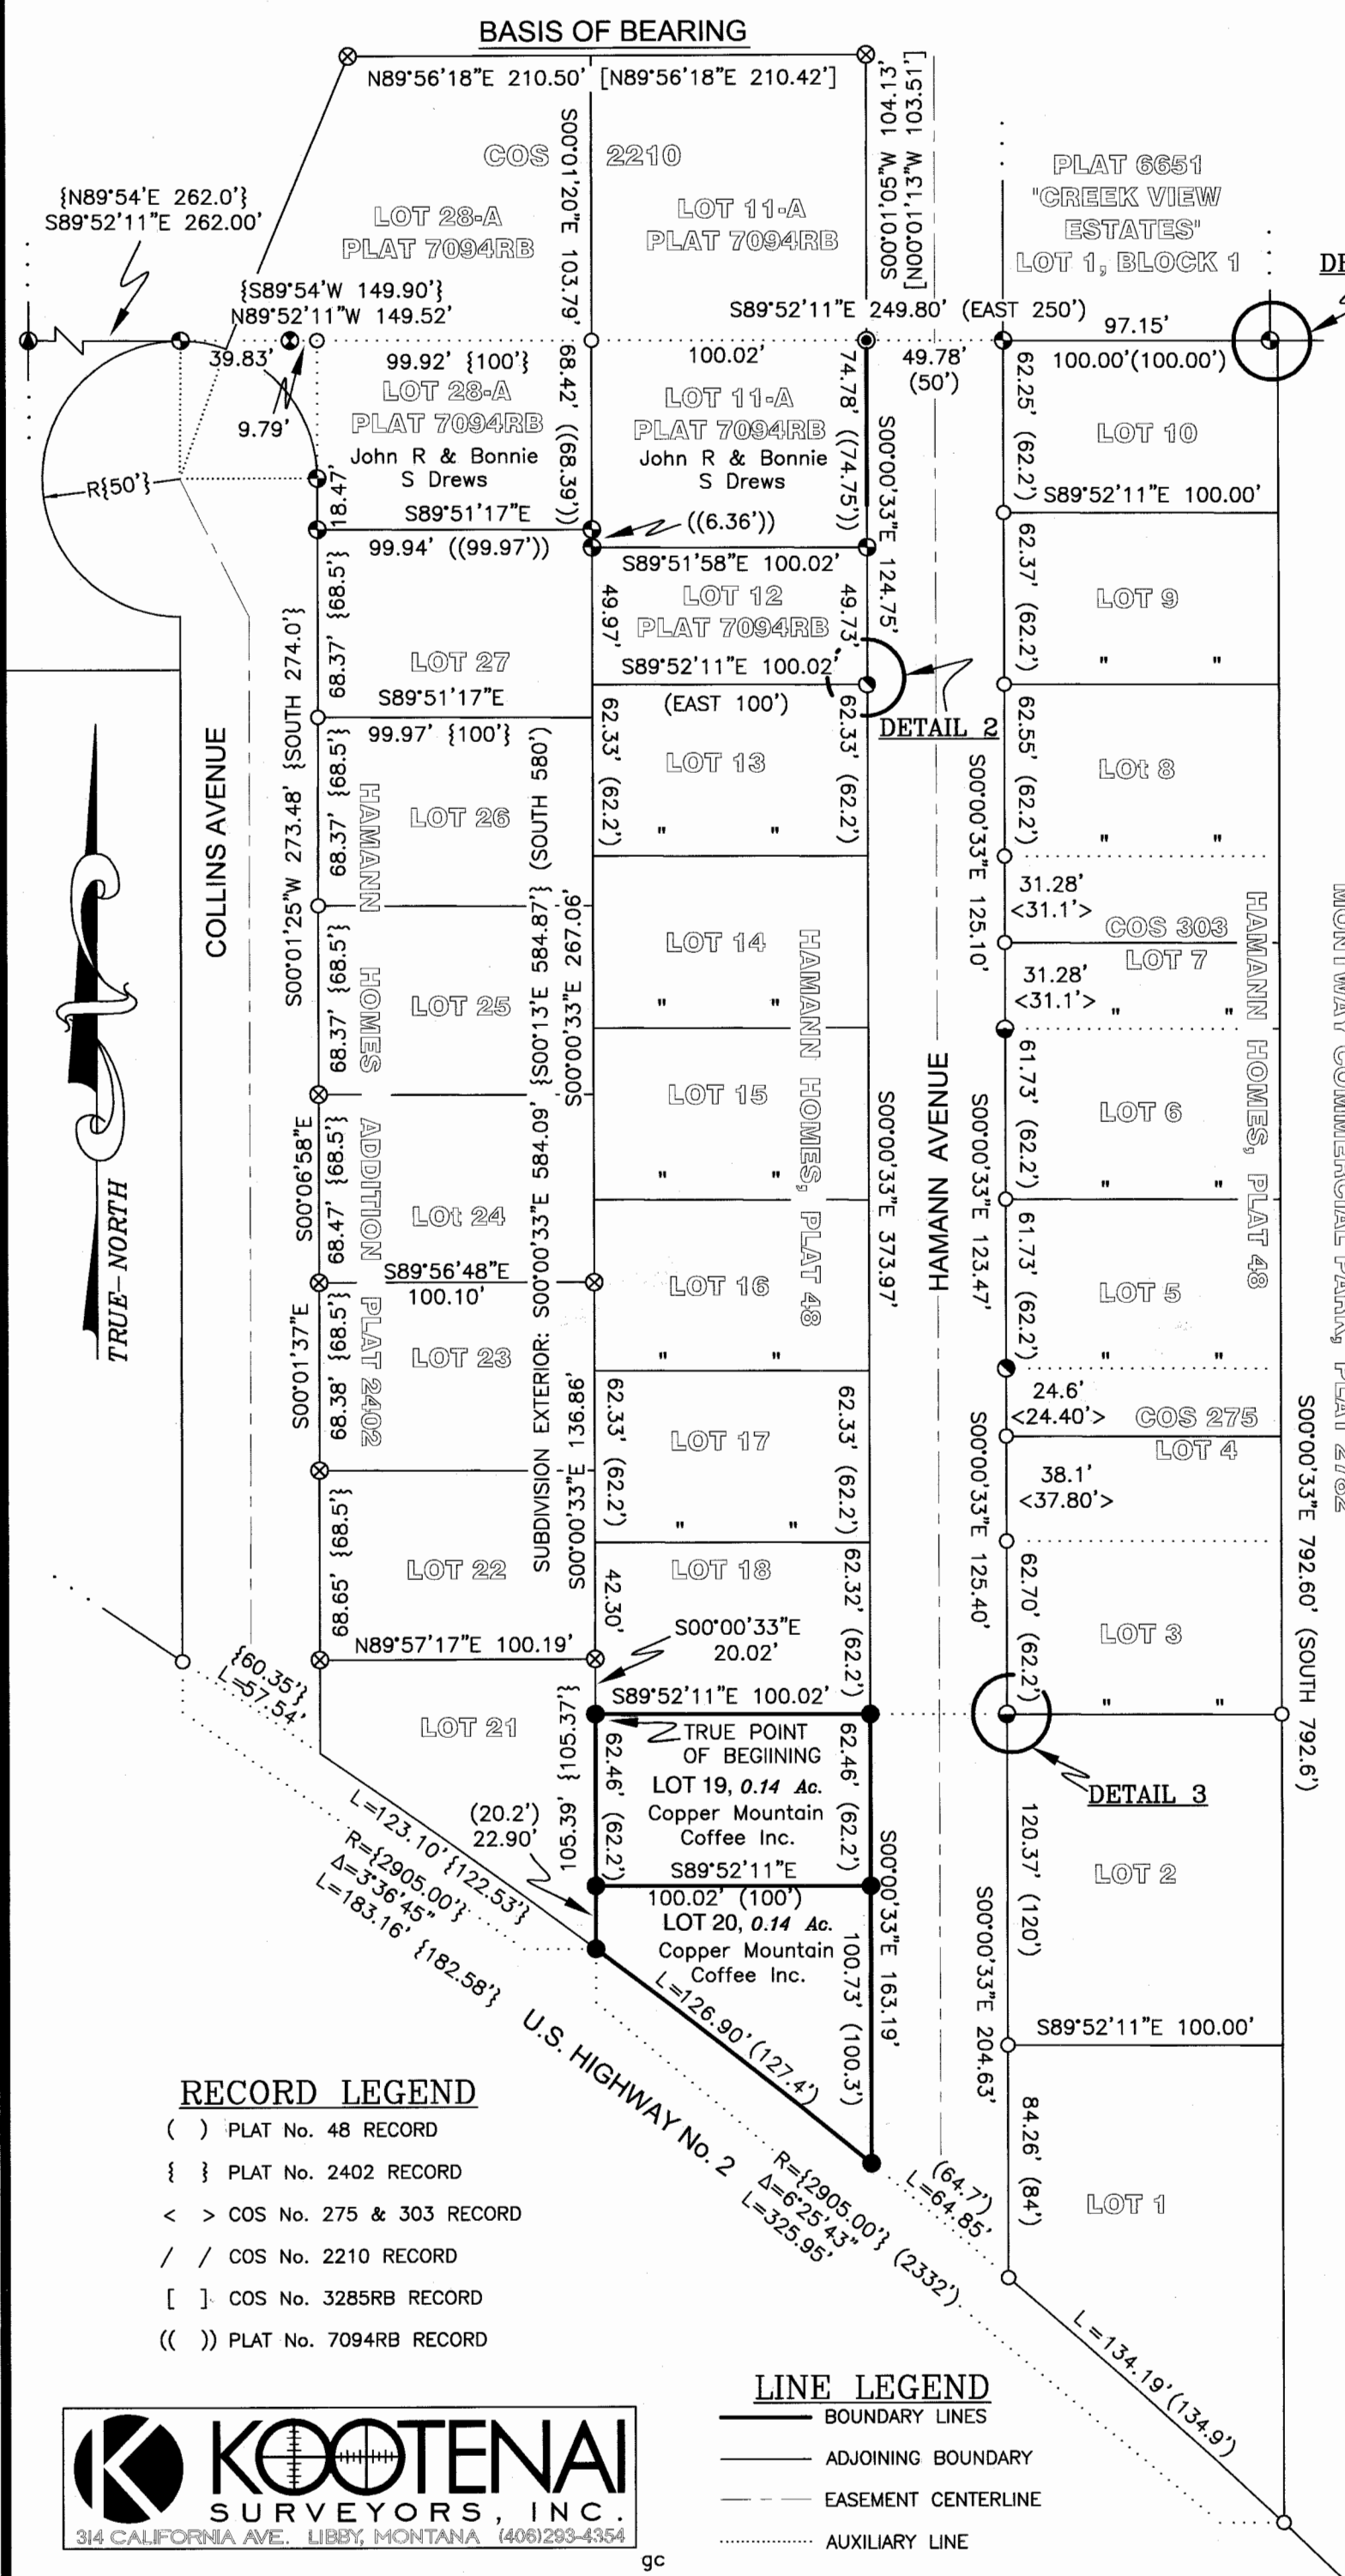 BASIS OF BEARING
N89°56'18"E 210.50' [N89°56'18"E 210.42']
S00°01'05"W 104.13'
[N00°01'13"W 103.51']
S00°01'20"E 103.79'
COS 2210
LOT 28-A
PLAT 7094RB
LOT 11-A
PLAT 7094RB
PLAT 6651
"CREEK VIEW
ESTATES"
LOT 1, BLOCK 1
{N89°54'E 262.0'}
S89°52'11"E 262.00'
{S89°54'W 149.90'}
N89°52'11"W 149.52'
S89°52'11"E 249.80' (EAST 250')
97.15'
39.83'
99.92' {100'}
100.02'
49.78'
(50')
100.00'(100.00')
9.79'
LOT 28-A
PLAT 7094RB
John R & Bonnie
S Drews
68.42' ((68.39'))
LOT 11-A
PLAT 7094RB
John R & Bonnie
S Drews
74.78' ((74.75'))
S00°00'33"E 124.75'
62.25' (62.2')
LOT 10
R{50'}
18.47'
S89°51'17"E
99.94' ((99.97'))
((6.36'))
S89°51'58"E 100.02'
S89°52'11"E 100.00'
LOT 12
PLAT 7094RB
49.97'
49.73'
S89°52'11"E 100.02'
(EAST 100')
62.37' (62.2')
LOT 9
" "
DETAIL 2
COLLINS AVENUE
S00°01'25"W 273.48' {SOUTH 274.0'}
68.37' {68.5'}
LOT 27
S89°51'17"E
99.97' {100'}
62.33' (62.2')
LOT 13
" "
62.33' (62.2')
62.55' (62.2')
LOt 8
" "
68.37' {68.5'}
LOT 26
S00°00'33"E 125.10'
31.28'
<31.1'>
COS 303
LOT 7
31.28'
<31.1'>
" "
68.37' {68.5'}
LOT 25
LOT 14
" "
HAMANN HOMES ADDITION PLAT 2402
SUBDIVISION EXTERIOR: S00°00'33"E 584.09' {S00°13'E 584.87'} (SOUTH 580')
S00°00'33"E 267.06'
HAMANN HOMES, PLAT 48
LOT 15
" "
S00°00'33"E 373.97'
HAMANN AVENUE
S00°00'33"E 123.47'
61.73' (62.2')
LOT 6
" "
HAMANN HOMES, PLAT 48
TRUE-NORTH
S00°06'58"E
68.47' {68.5'}
LOt 24
S89°56'48"E
100.10'
LOT 16
" "
61.73' (62.2')
LOT 5
" "
S00°01'37"E
68.38' {68.5'}
LOT 23
S00°00'33"E 136.98'
62.33' (62.2')
LOT 17
" "
62.33' (62.2')
24.6'
<24.40'>
COS 275
LOT 4
38.1'
<37.80'>
S00°00'33"E 125.40'
S00°00'33"E 792.60' (SOUTH 792.6')
68.65' {68.5'}
LOT 22
42.30'
LOT 18
62.32' (62.2')
62.70' (62.2')
LOT 3
" "
N89°57'17"E 100.19'
S00°00'33"E
20.02'
S89°52'11"E 100.02'
{60.35'}
L=57.54'
LOT 21
105.39' {105.37'}
TRUE POINT
OF BEGIINING
62.46' (62.2')
LOT 19, 0.14 Ac.
Copper Mountain
Coffee Inc.
62.46' (62.2')
DETAIL 3
S89°52'11"E
100.02' (100')
(20.2')
22.90'
L=123.10' {122.53'}
R={2905.00'}
Δ=3°36'45"
L=183.16' {182.58'}
LOT 20, 0.14 Ac.
Copper Mountain
Coffee Inc.
100.73' (100.3')
S00°00'33"E 163.19'
L=126.90' (127.4')
120.37' (120')
LOT 2
S00°00'33"E 204.63'
S89°52'11"E 100.00'
84.26' (84')
LOT 1
U.S. HIGHWAY No. 2
R={2905.00'} (2332')
Δ=6°25'43"
L=325.95'
(64.7')
L=64.85'
L=134.19' (134.9')
RECORD LEGEND
( ) PLAT No. 48 RECORD
{ } PLAT No. 2402 RECORD
< > COS No. 275 & 303 RECORD
/ / COS No. 2210 RECORD
[ ] COS No. 3285RB RECORD
(( )) PLAT No. 7094RB RECORD
LINE LEGEND
BOUNDARY LINES
ADJOINING BOUNDARY
EASEMENT CENTERLINE
AUXILIARY LINE
KOOTENAI
SURVEYORS, INC.
314 CALIFORNIA AVE. LIBBY, MONTANA (406)293-4354
gc